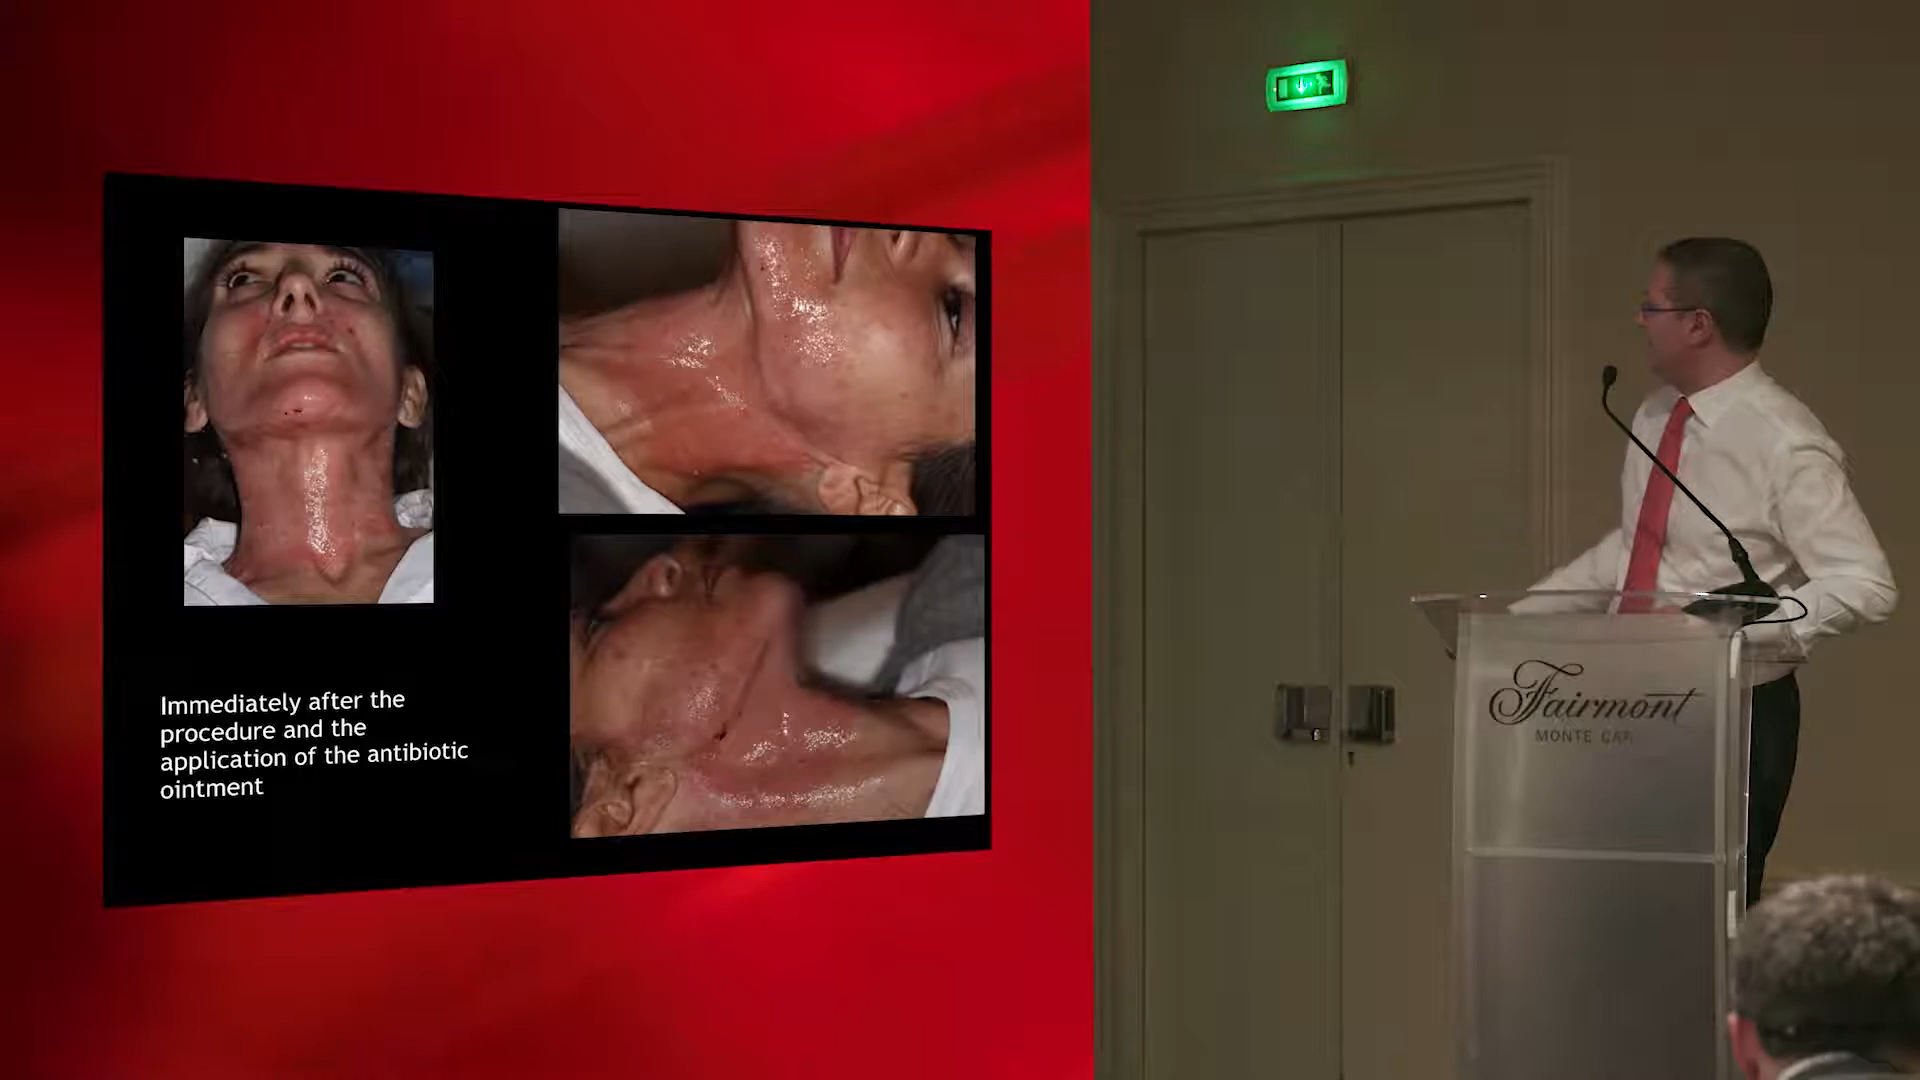 Immediately after the
procedure and the
application of the antibiotic
ointment
Fairmont
MONTE CAR